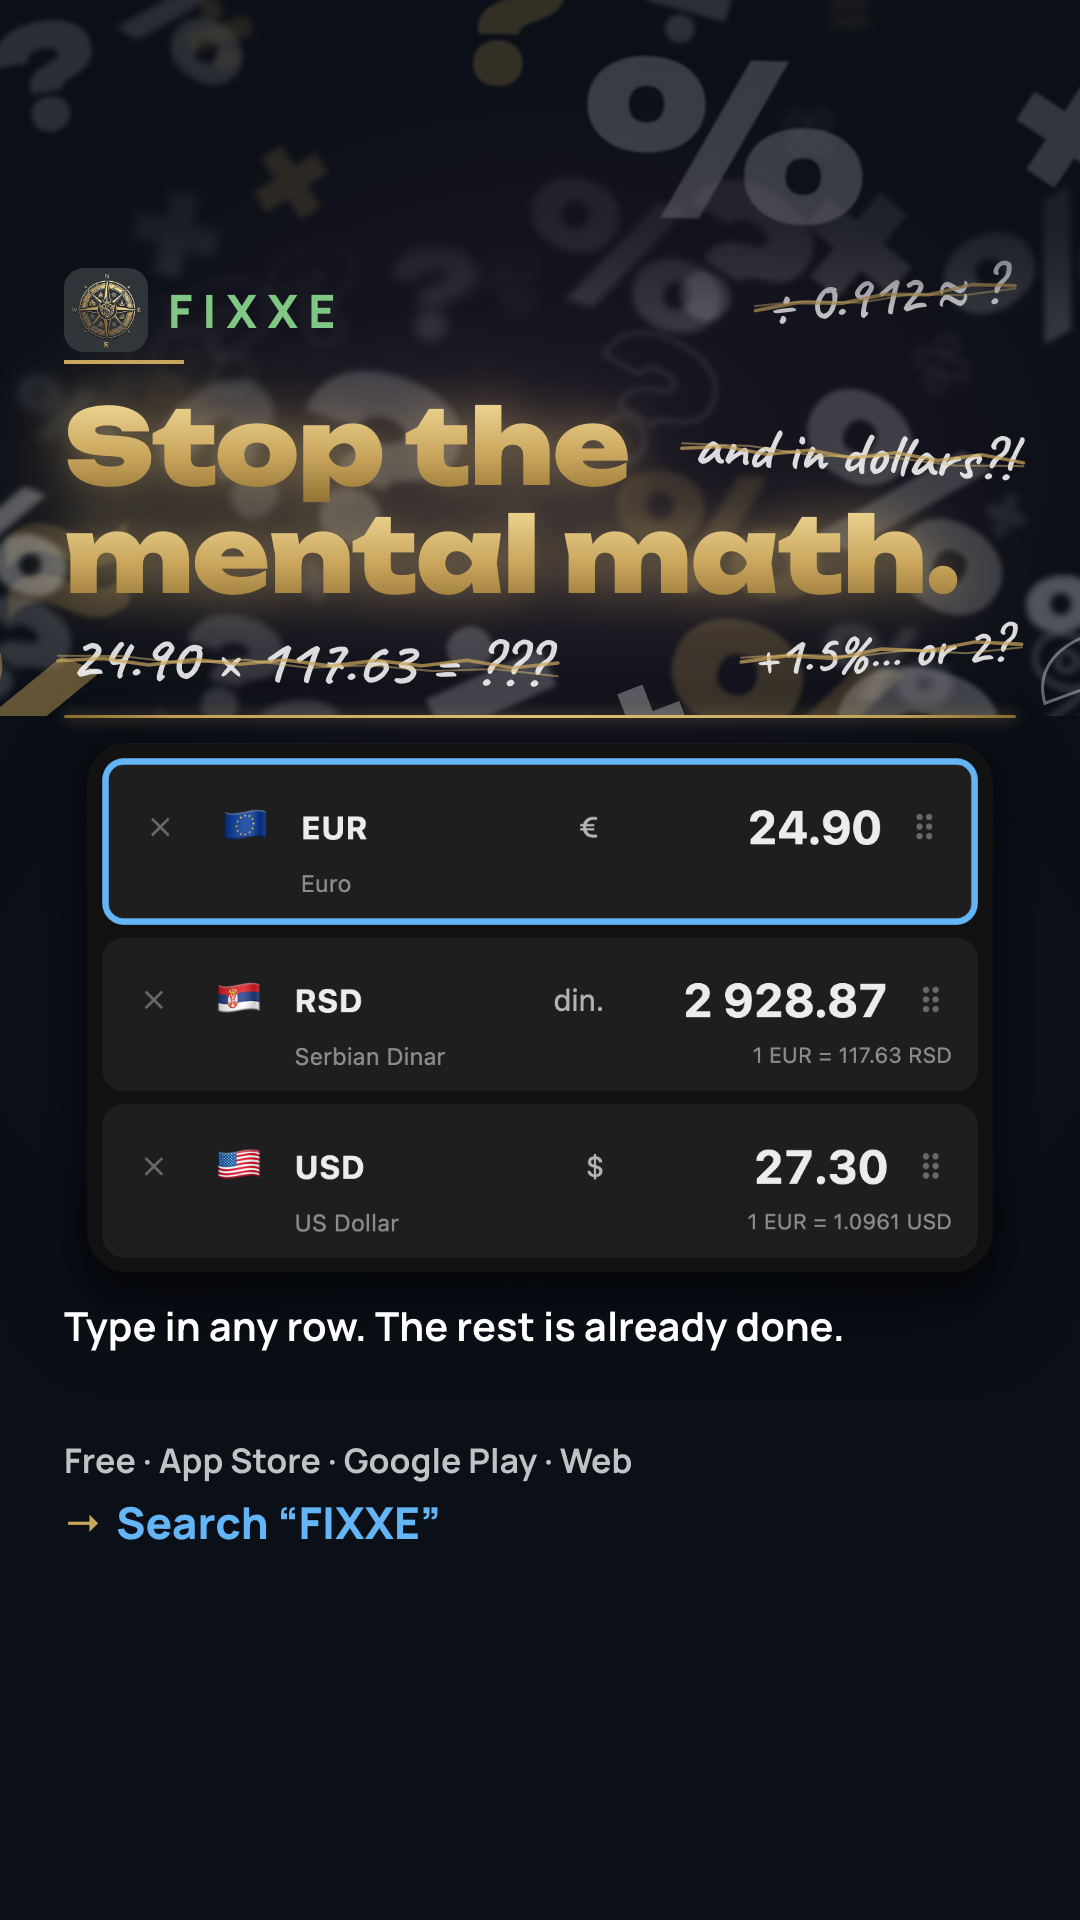 FIXXE
÷ 0.912 ≈ ?
Stop the
and in dollars?!
mental math.
24.90 × 117.63 = ???
+1.5%... or 2?
EUR € 24.90
Euro
RSD din. 2 928.87
Serbian Dinar 1 EUR = 117.63 RSD
USD $ 27.30
US Dollar 1 EUR = 1.0961 USD
Type in any row. The rest is already done.
Free · App Store · Google Play · Web
→ Search “FIXXE”